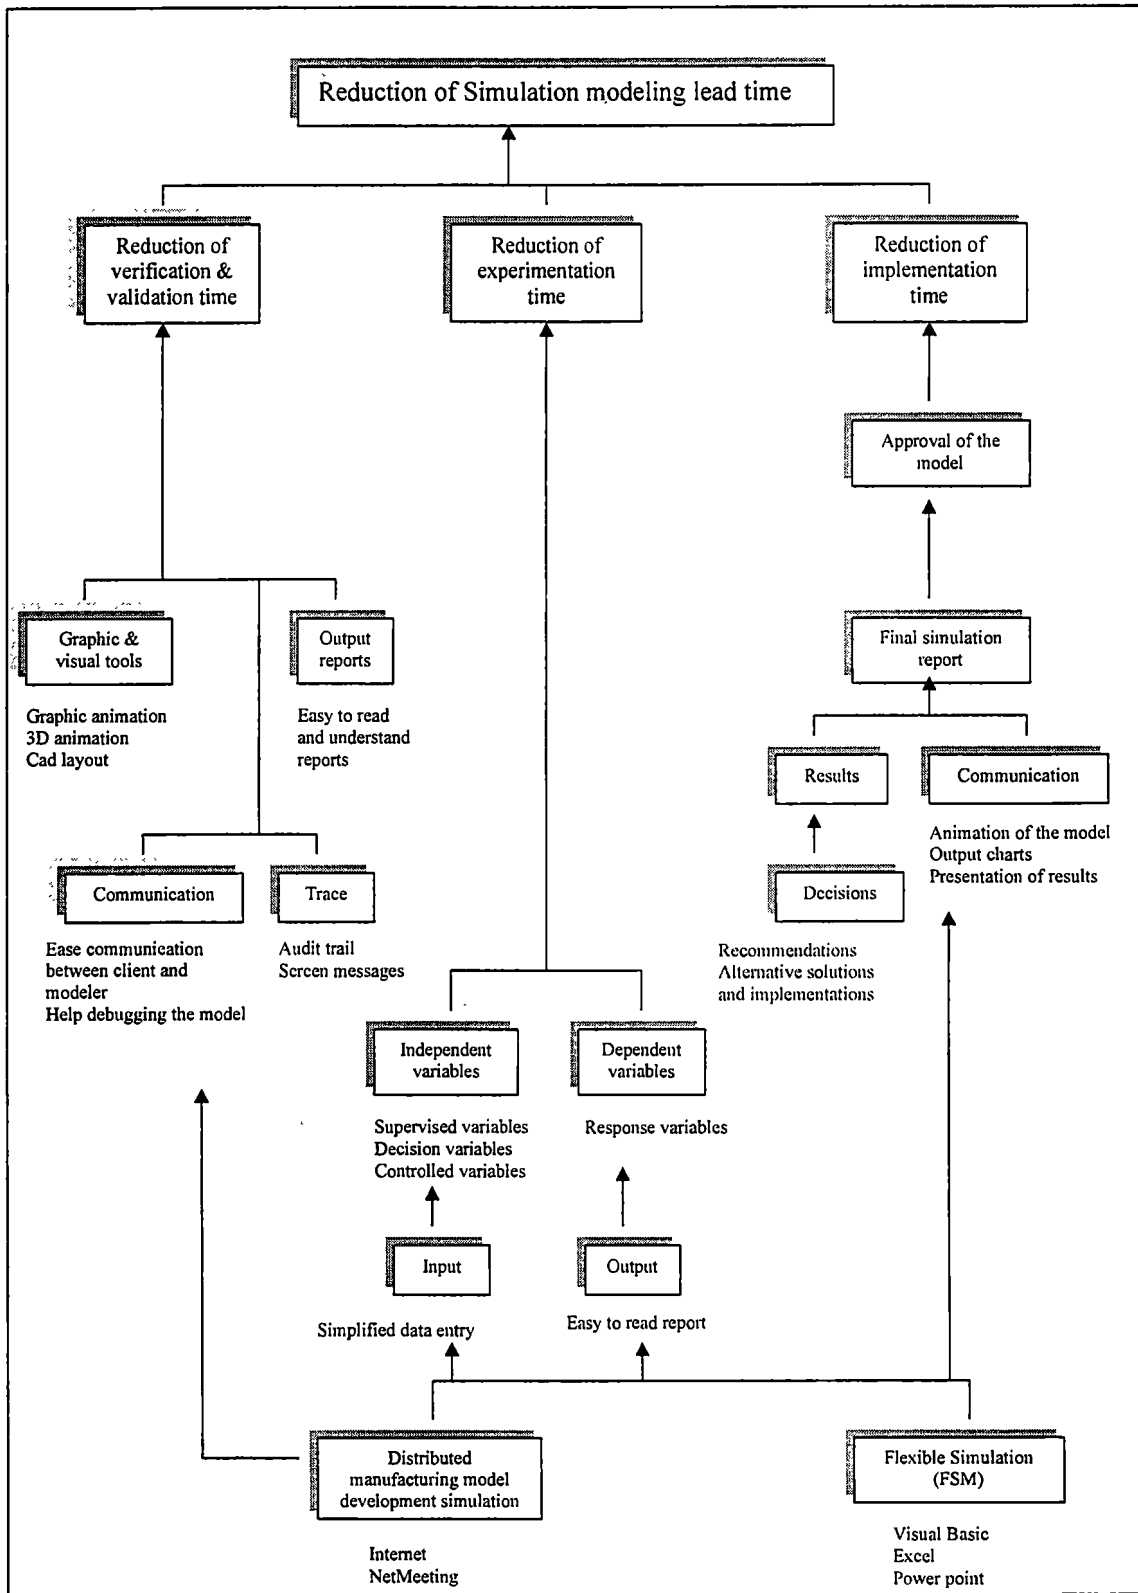 Reduction of Simulation modeling lead time
Reduction of
verification &
validation time
Reduction of
experimentation
time
Reduction of
implementation
time
Approval of the
model
Graphic &
visual tools
Output
reports
Final simulation
report
Graphic animation
3D animation
Cad layout
Easy to read
and understand
reports
Results
Communication
Animation of the model
Output charts
Presentation of results
Communication
Trace
Decisions
Ease communication
between client and
modeler
Help debugging the model
Audit trail
Screen messages
Recommendations
Alternative solutions
and implementations
Independent
variables
Dependent
variables
Supervised variables
Decision variables
Controlled variables
Response variables
Input
Output
Simplified data entry
Easy to read report
Distributed
manufacturing model
development simulation
Flexible Simulation
(FSM)
Internet
NetMeeting
Visual Basic
Excel
Power point